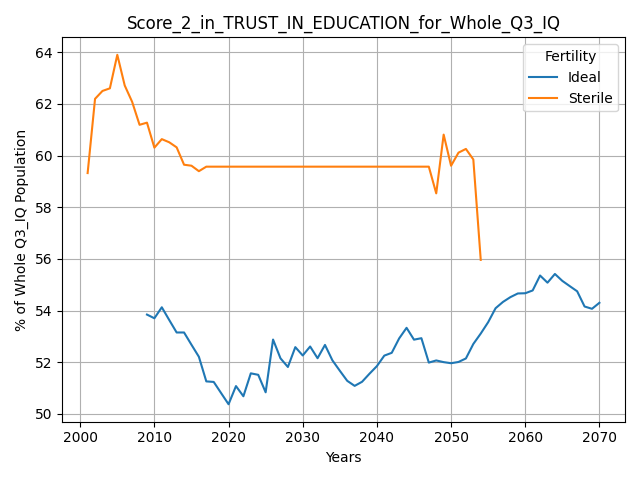 Score_2_in_TRUST_IN_EDUCATION_for_Whole_Q3_IQ
Fertility
Ideal
Sterile
% of Whole Q3_IQ Population
64
62
60
58
56
54
52
50
2000 2010 2020 2030 2040 2050 2060 2070
Years